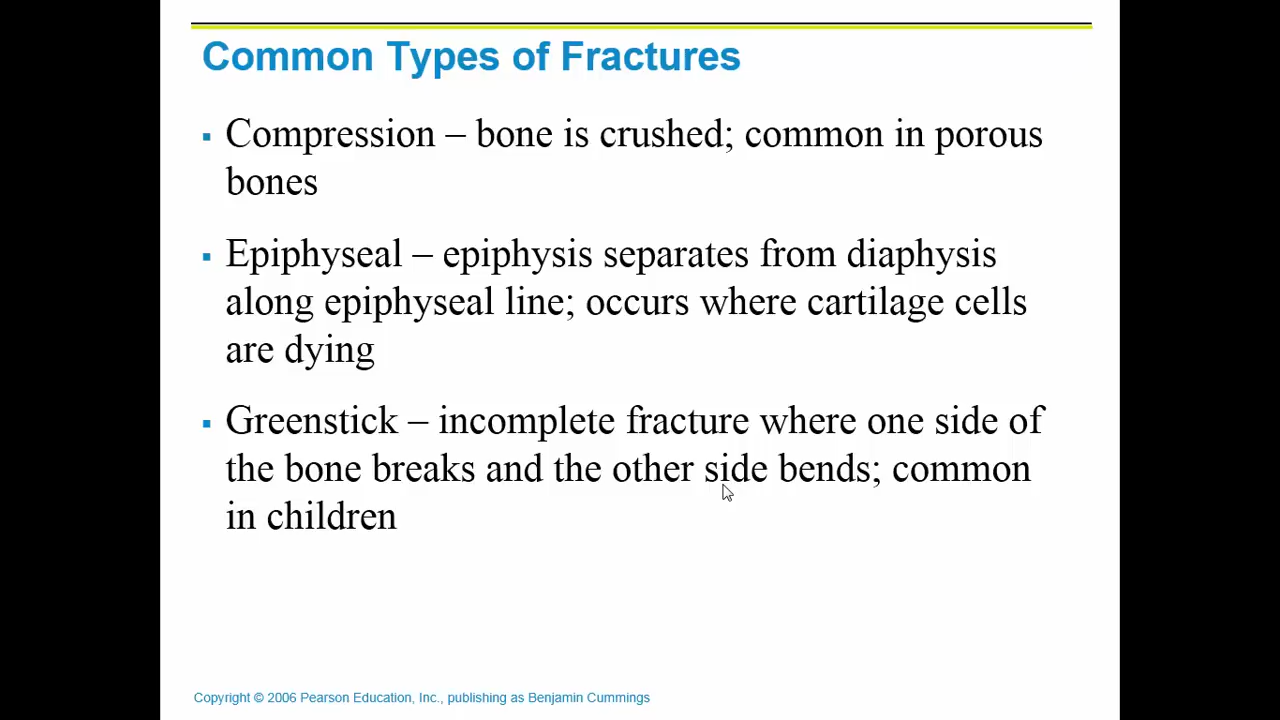 Common Types of Fractures
▪ Compression – bone is crushed; common in porous
bones
▪ Epiphyseal – epiphysis separates from diaphysis
along epiphyseal line; occurs where cartilage cells
are dying
▪ Greenstick – incomplete fracture where one side of
the bone breaks and the other side bends; common
in children
Copyright © 2006 Pearson Education, Inc., publishing as Benjamin Cummings